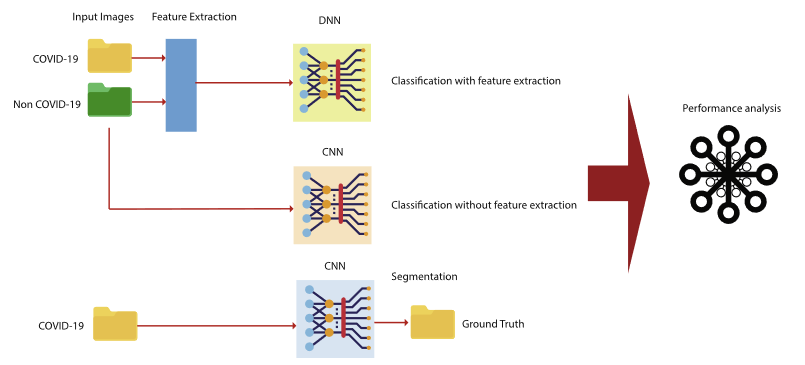 Input Images
Feature Extraction
DNN
COVID-19
Non COVID-19
Classification with feature extraction
Performance analysis
CNN
Classification without feature extraction
CNN
Segmentation
COVID-19
Ground Truth